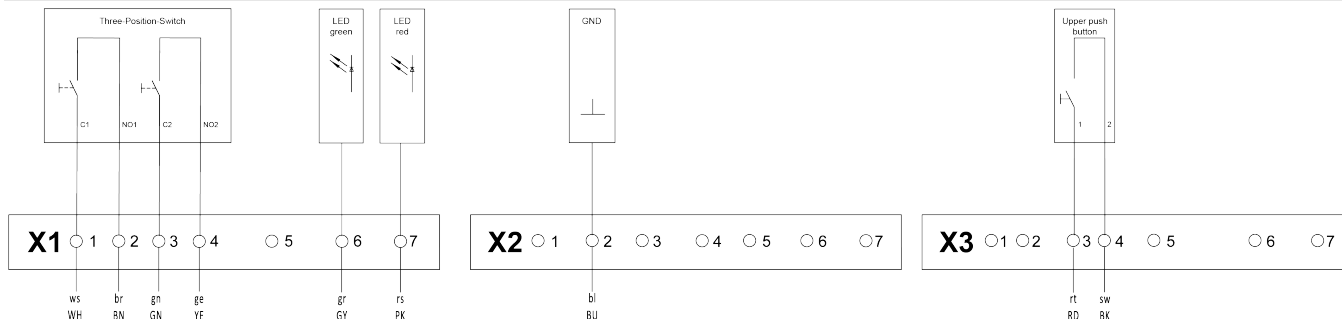 Three-Position-Switch
LED
green
LED
red
GND
Upper push
button
C1
NO1
C2
NO2
1
2
X1
1
2
3
4
5
6
7
X2
1
2
3
4
5
6
7
X3
1
2
3
4
5
6
7
ws
br
gn
ge
gr
rs
bl
rt
sw
WH
BN
GN
YE
GY
PK
BU
RD
BK